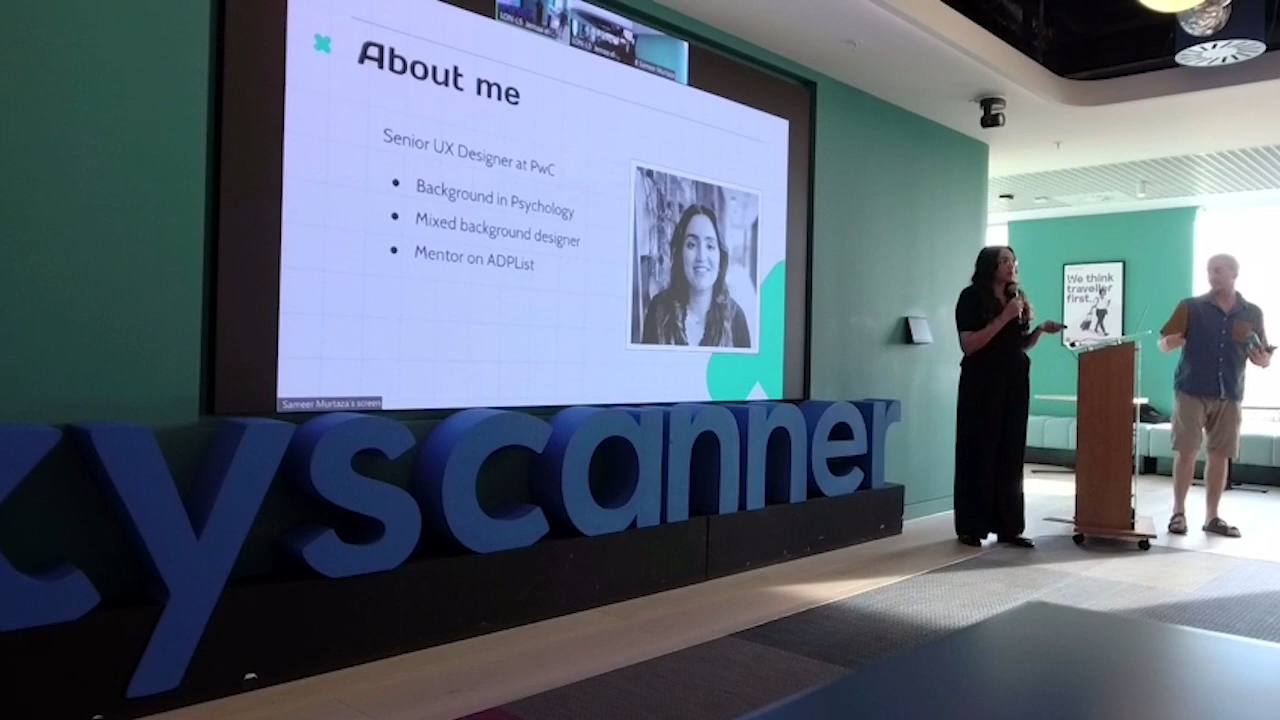 About me
Senior UX Designer at PwC
Background in Psychology
Mixed background designer
Mentor on ADPList
Sameer Murtaza's screen
We think
traveller
first.
kyscanner